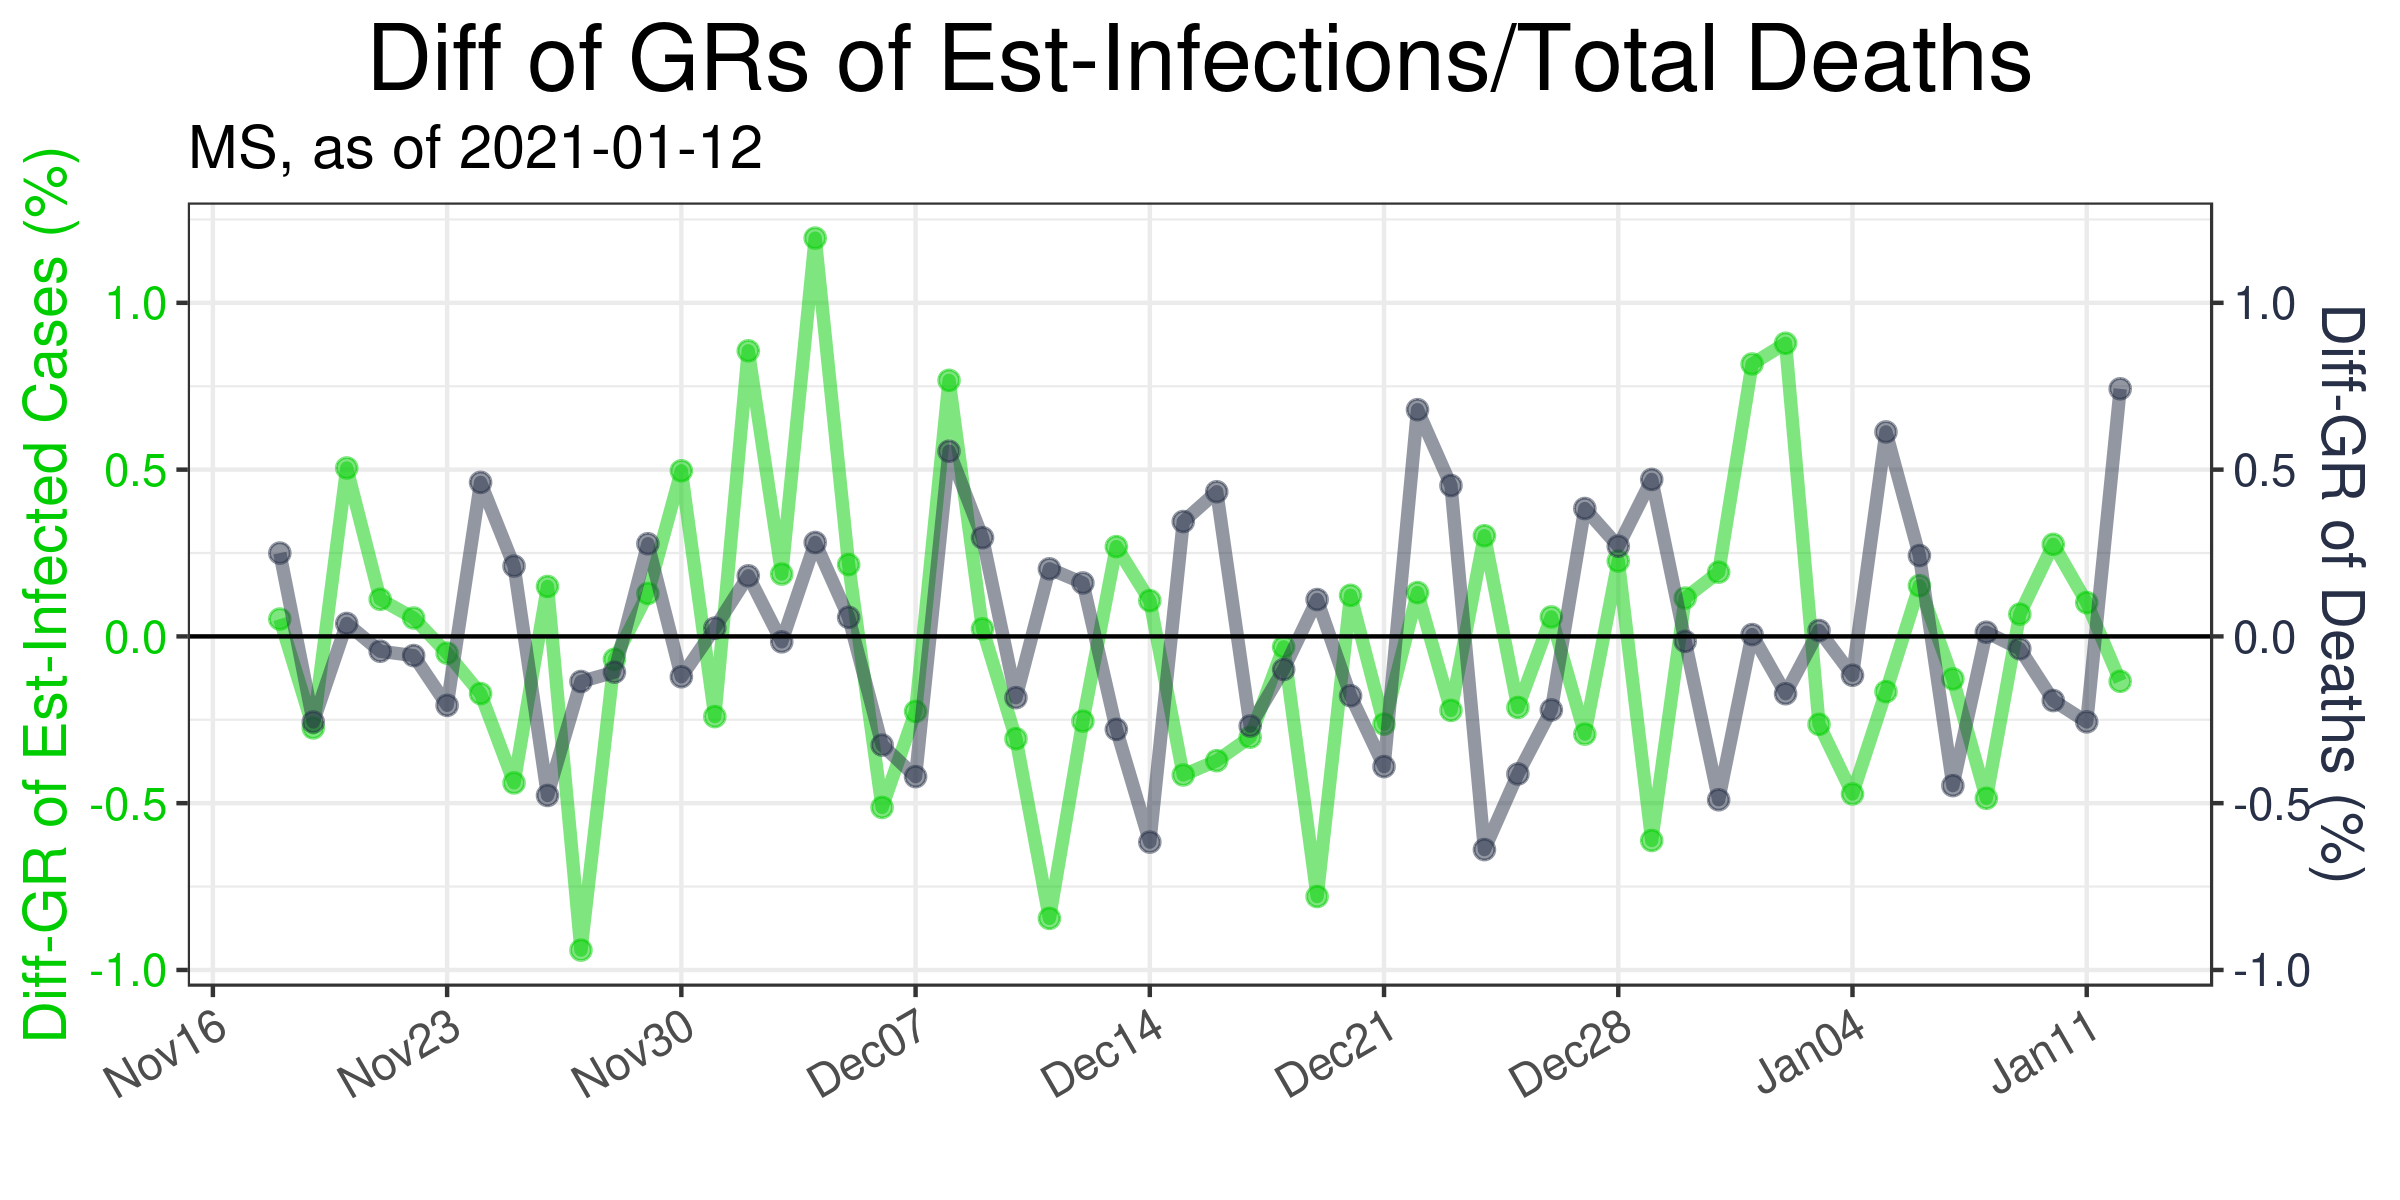 Diff of GRs of Est-Infections/Total Deaths
MS, as of 2021-01-12
Diff-GR of Est-Infected Cases (%)
1.0
0.5
0.0
-0.5
-1.0
1.0
0.5
0.0
-0.5
-1.0
Diff-GR of Deaths (%)
Nov16
Nov23
Nov30
Dec07
Dec14
Dec21
Dec28
Jan04
Jan11